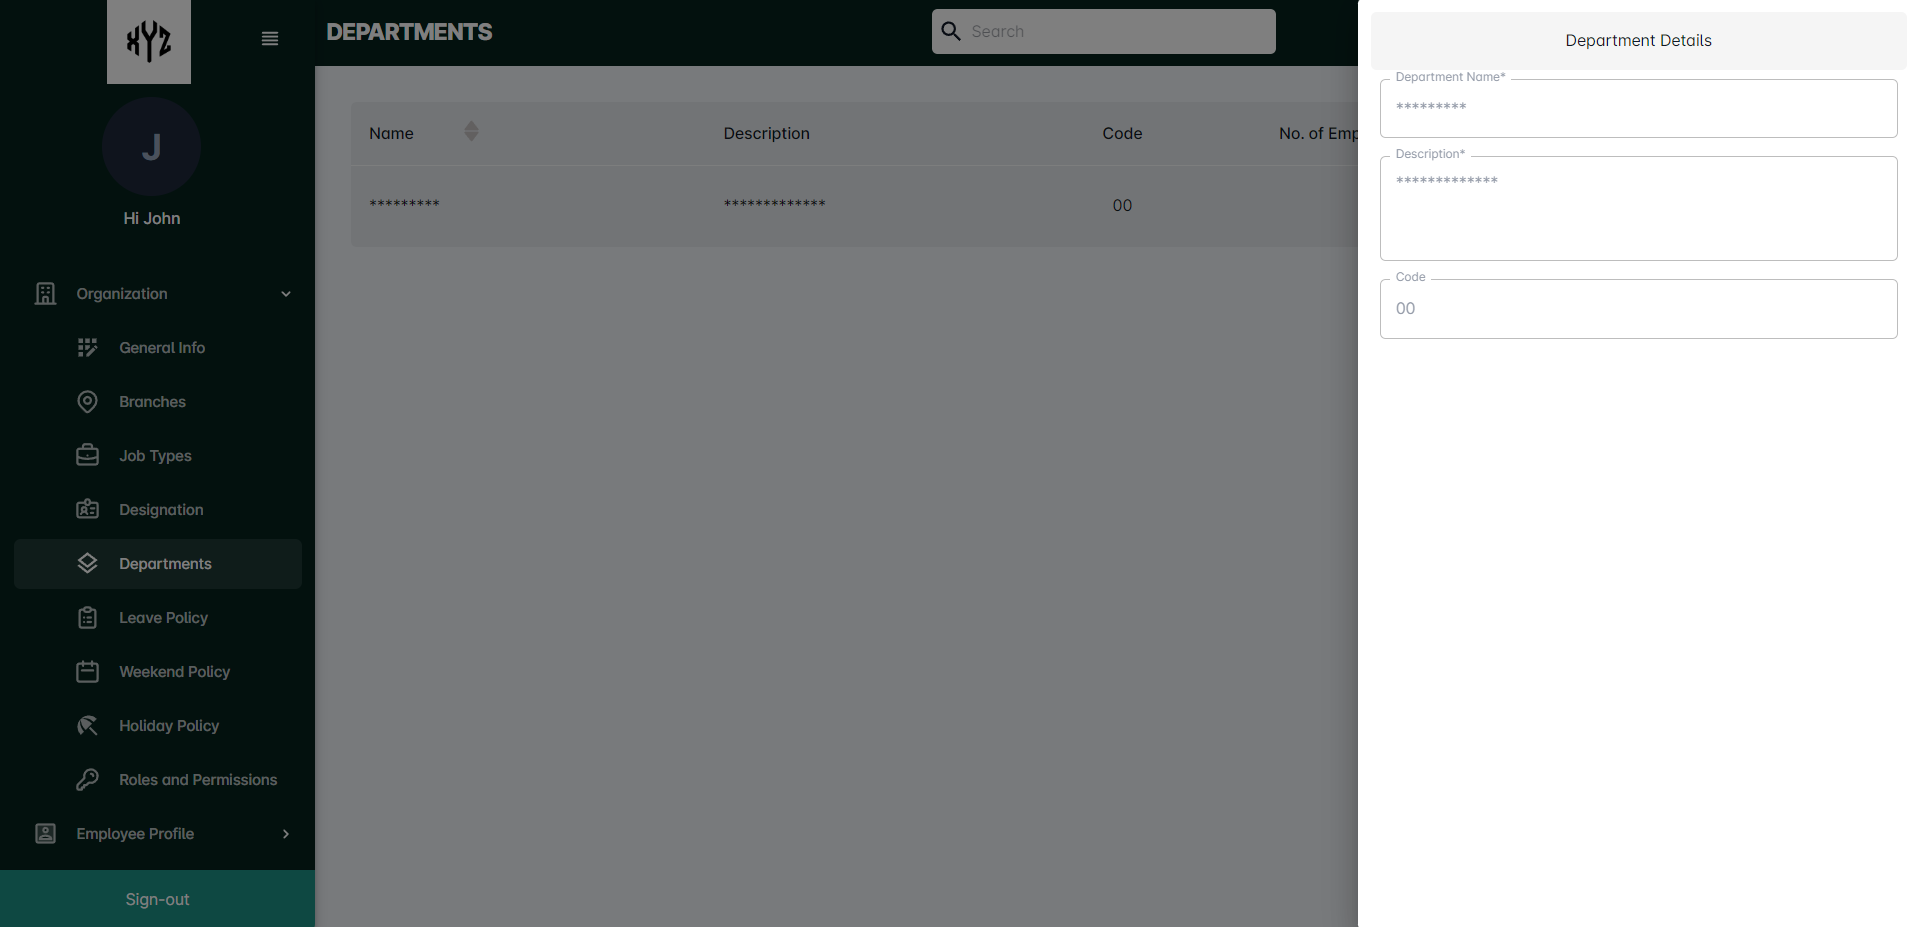 XYZ
DEPARTMENTS
Search
J
Hi John
Organization
General Info
Branches
Job Types
Designation
Departments
Leave Policy
Weekend Policy
Holiday Policy
Roles and Permissions
Employee Profile
Sign-out
Name Description Code No. of Emp
********* ************* 00
Department Details
Department Name*
*********
Description*
*************
Code
00